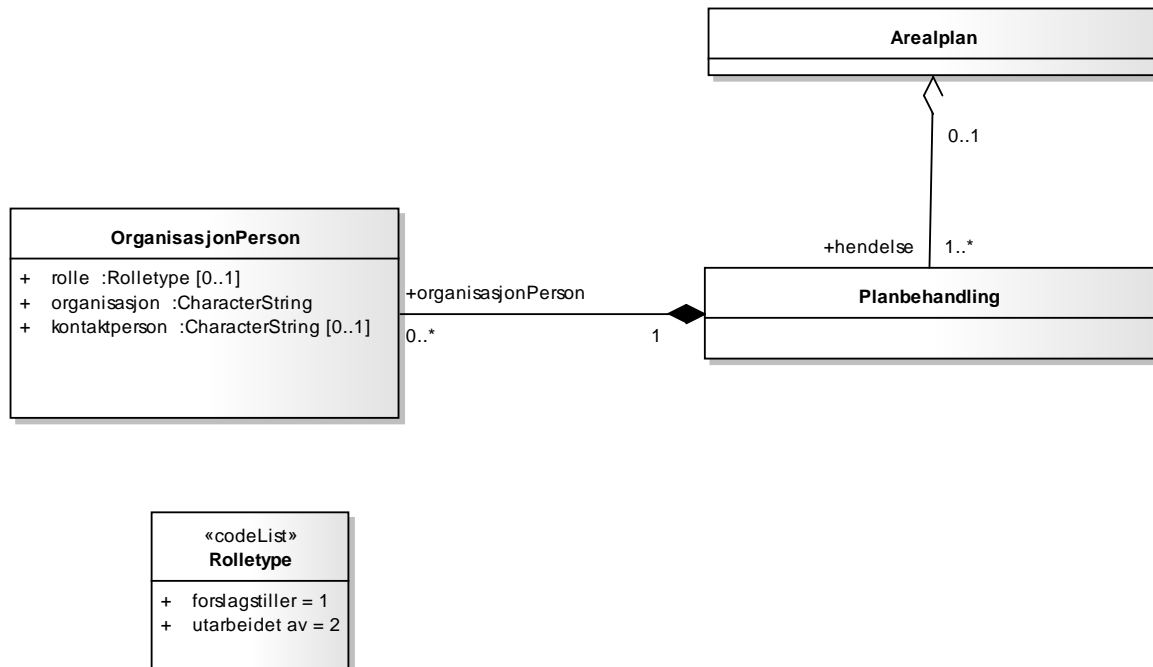 Arealplan
0..1
+hendelse 1..*
Planbehandling
OrganisasjonPerson
+ rolle :Rolletype [0..1]
+ organisasjon :CharacterString
+ kontaktperson :CharacterString [0..1]
+organisasjonPerson
0..* 1
«codeList»
Rolletype
+ forslagstiller = 1
+ utarbeidet av = 2